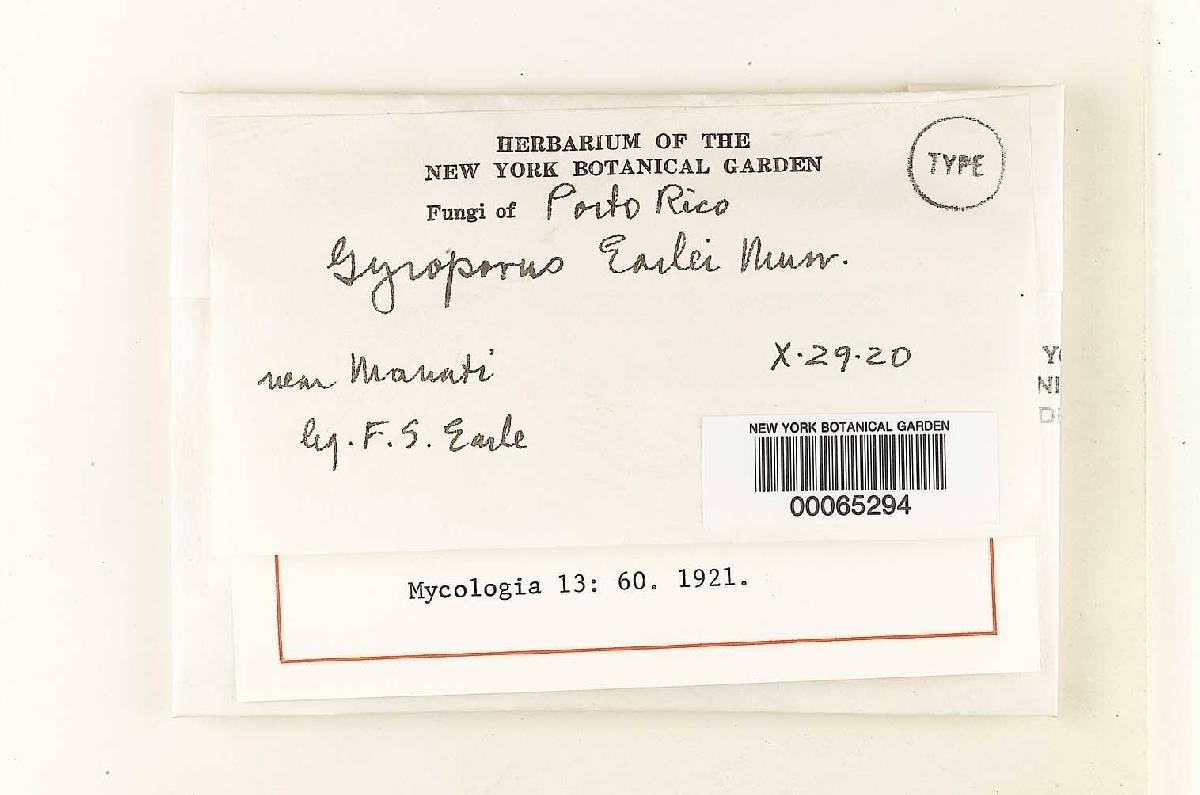 HERBARIUM OF THE
NEW YORK BOTANICAL GARDEN
TYPE
Fungi of Porto Rico
Gyroporus Earlei Murr.
near Manati
X.29.20
leg. F. S. Earle
NEW YORK BOTANICAL GARDEN
00065294
Mycologia 13: 60. 1921.